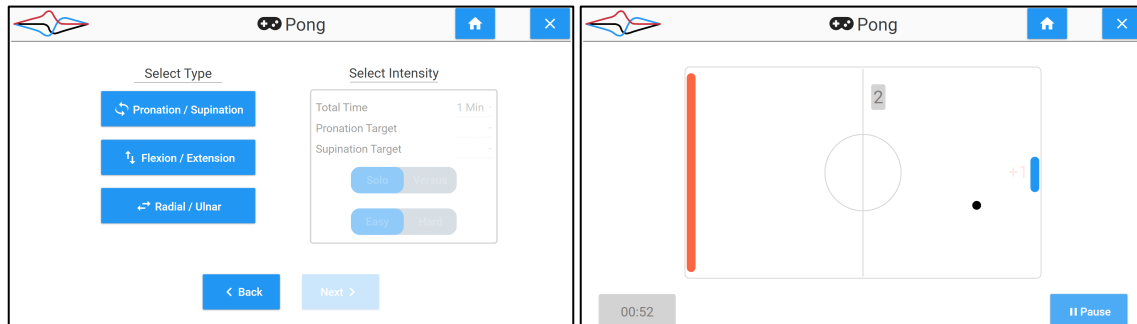 Pong
Select Type
Pronation / Supination
Flexion / Extension
Radial / Ulnar
Select Intensity
Total Time 1 Min
Pronation Target -
Supination Target -
Solo Versus
Easy Hard
Back Next
Pong
2
+1
00:52
Pause